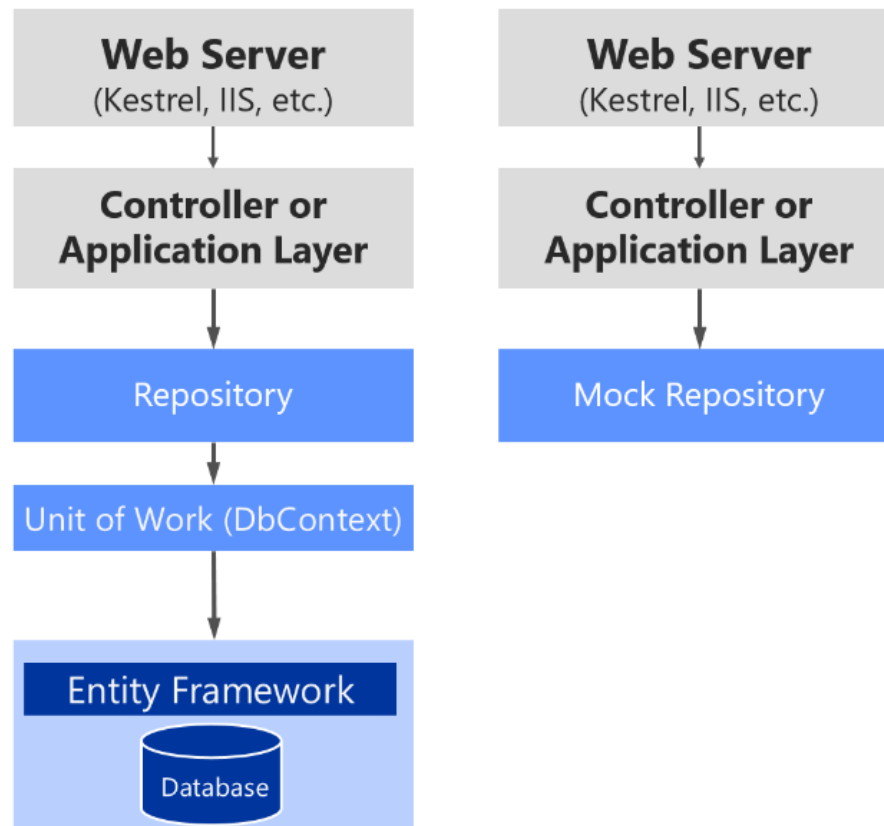 Web Server
(Kestrel, IIS, etc.)
Controller or
Application Layer
Repository
Unit of Work (DbContext)
Entity Framework
Database
Web Server
(Kestrel, IIS, etc.)
Controller or
Application Layer
Mock Repository